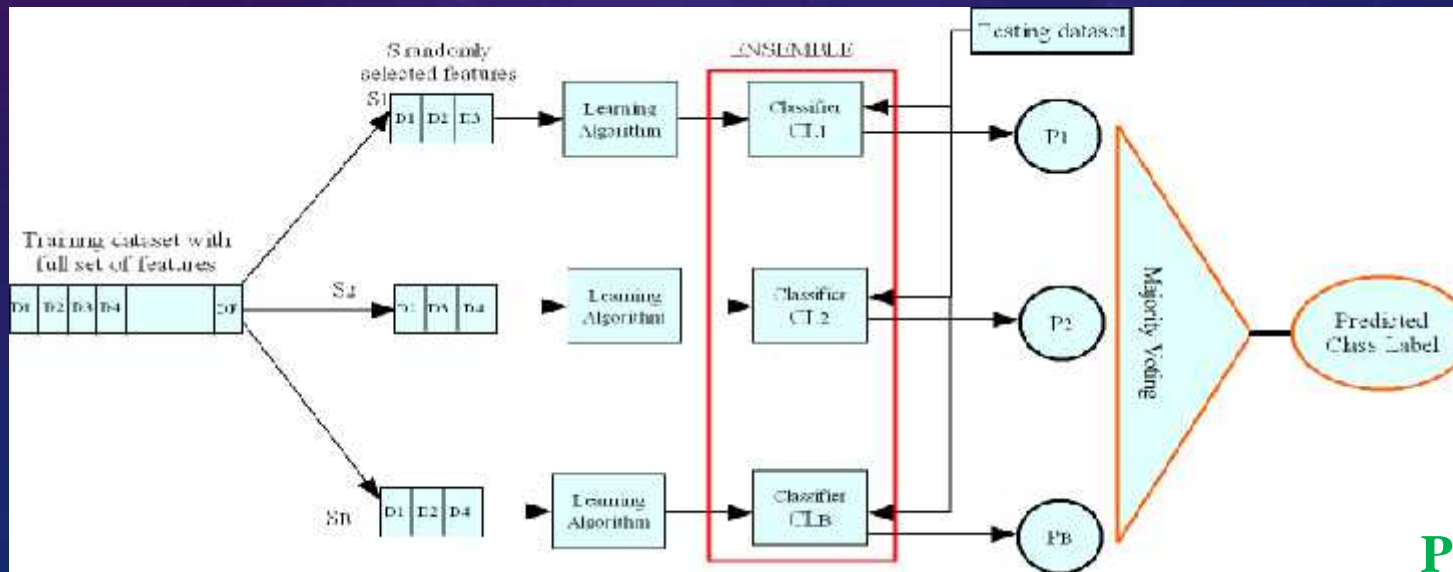 Testing dataset
S randomly
selected features
ENSEMBLE
S1
D1 D2 D3
Learning
Algorithm
Classifier
CL1
P1
Training dataset with
full set of features
D1 D2 D3 D4
S2
D3 D4
Learning
Algorithm
Classifier
CL2
P2
Majority Voting
Predicted
Class Label
SB
D1 D2 D4
Learning
Algorithm
Classifier
CLB
PB
P